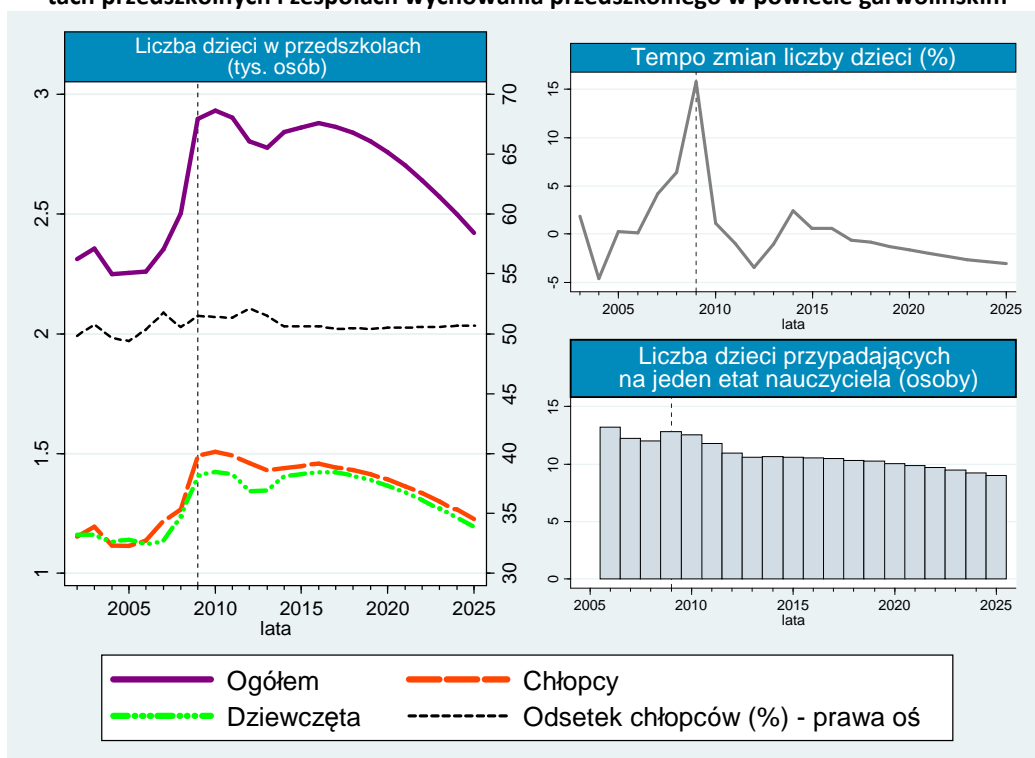 tach przedszkolnych i zespołach wychowania przedszkolnego w powiecie garwolińskim
Liczba dzieci w przedszkolach
(tys. osób)
3
2.5
2
1.5
1
70
65
60
55
50
45
40
35
30
2005 2010 2015 2020 2025
lata
Tempo zmian liczby dzieci (%)
15
10
5
0
-5
2005 2010 2015 2020 2025
lata
Liczba dzieci przypadających
na jeden etat nauczyciela (osoby)
15
10
5
0
2005 2010 2015 2020 2025
lata
Ogółem Chłopcy
Dziewczęta Odsetek chłopców (%) - prawa oś